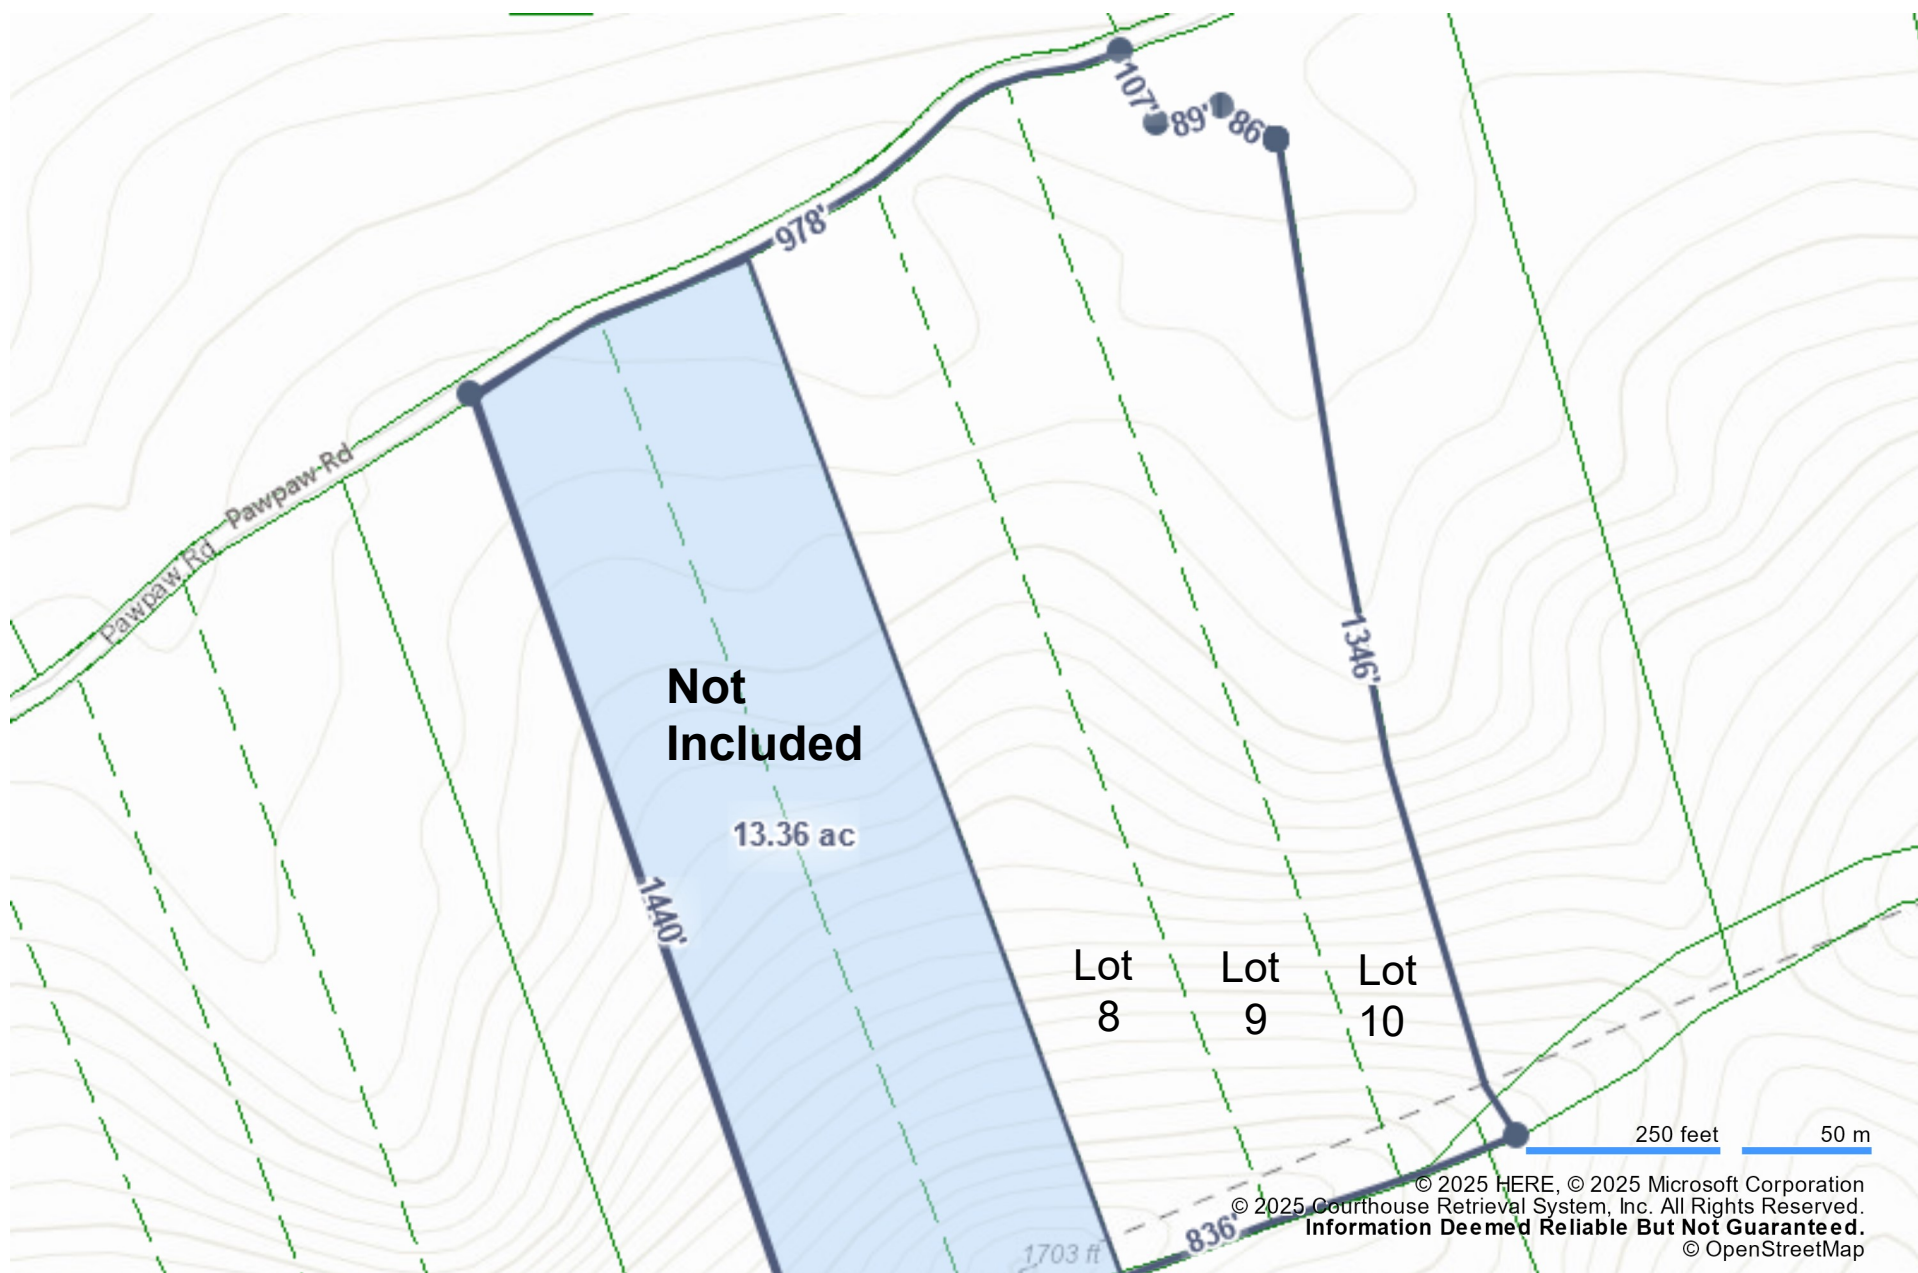 107'
89'
86'
978'
Pawpaw Rd
Pawpaw Rd
1346'
Not
Included
13.36 ac
1440'
Lot
8
Lot
9
Lot
10
250 feet
50 m
836'
1703 ft
© 2025 HERE, © 2025 Microsoft Corporation
© 2025 Courthouse Retrieval System, Inc. All Rights Reserved.
Information Deemed Reliable But Not Guaranteed.
© OpenStreetMap